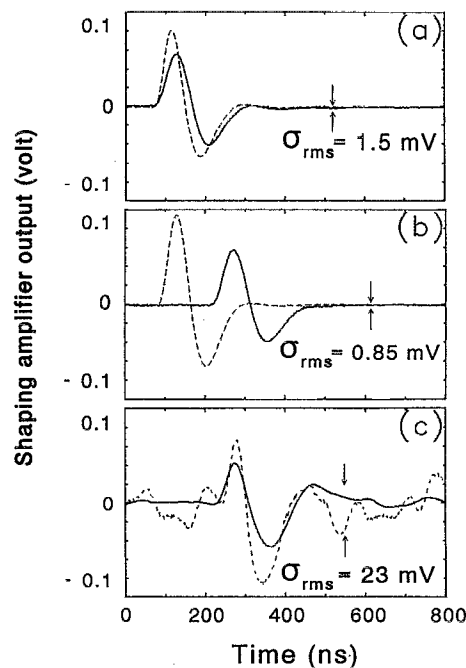 Shaping amplifier output (volt)
0.1
0
- 0.1
(a)
σrms = 1.5 mV
0.1
0
- 0.1
(b)
σrms = 0.85 mV
0.1
0
- 0.1
(c)
σrms = 23 mV
0 200 400 600 800
Time (ns)